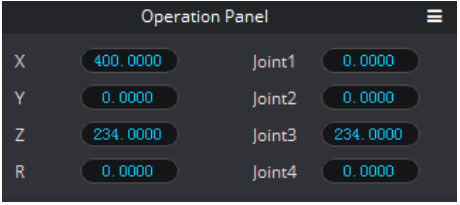 Operation Panel
X 400.0000 Joint1 0.0000
Y 0.0000 Joint2 0.0000
Z 234.0000 Joint3 234.0000
R 0.0000 Joint4 0.0000